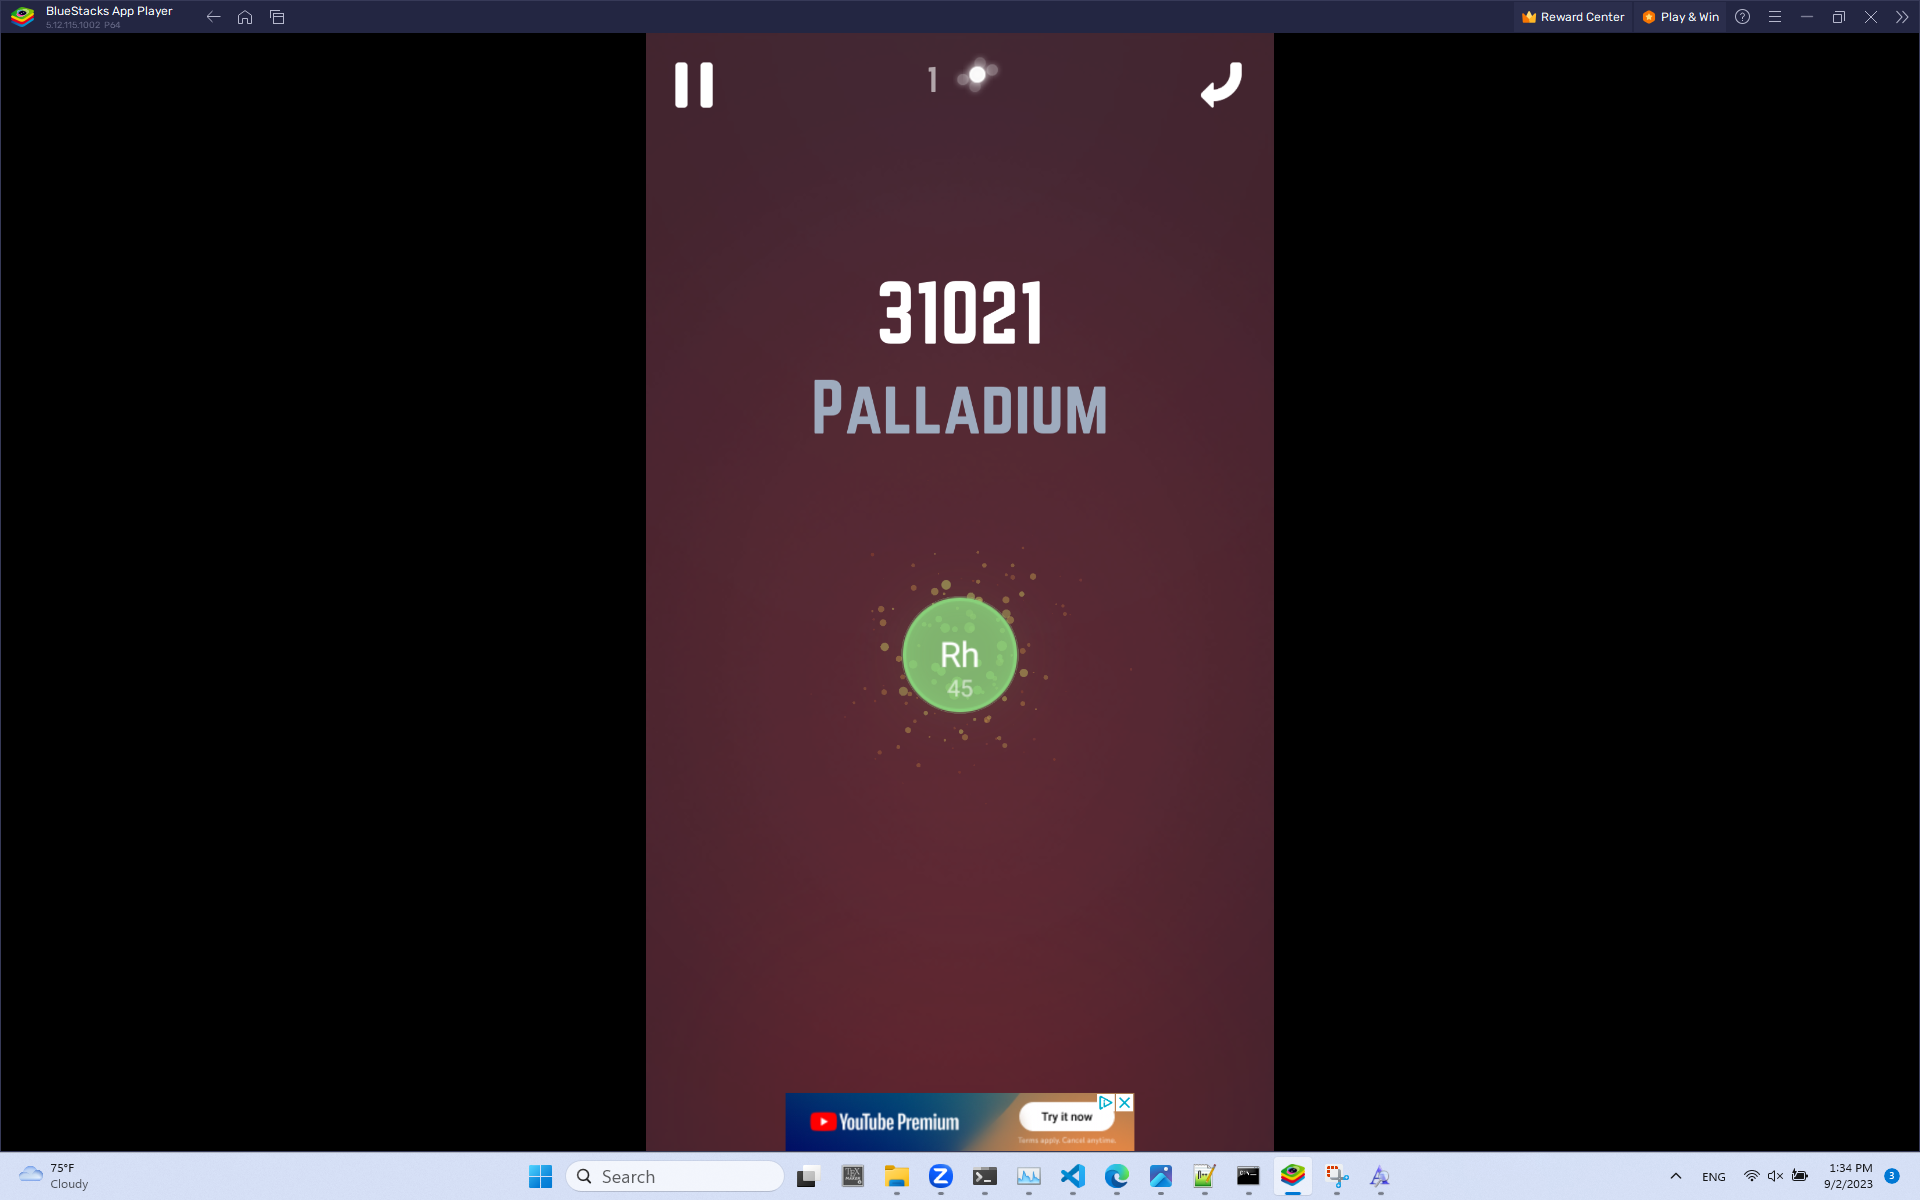 BlueStacks App Player
5.12.115.1002 P64
Reward Center
Play & Win
1
31021
PALLADIUM
Rh
45
YouTube Premium
Try it now
Terms apply. Cancel anytime.
75°F
Cloudy
Search
ENG
1:34 PM
9/2/2023
3